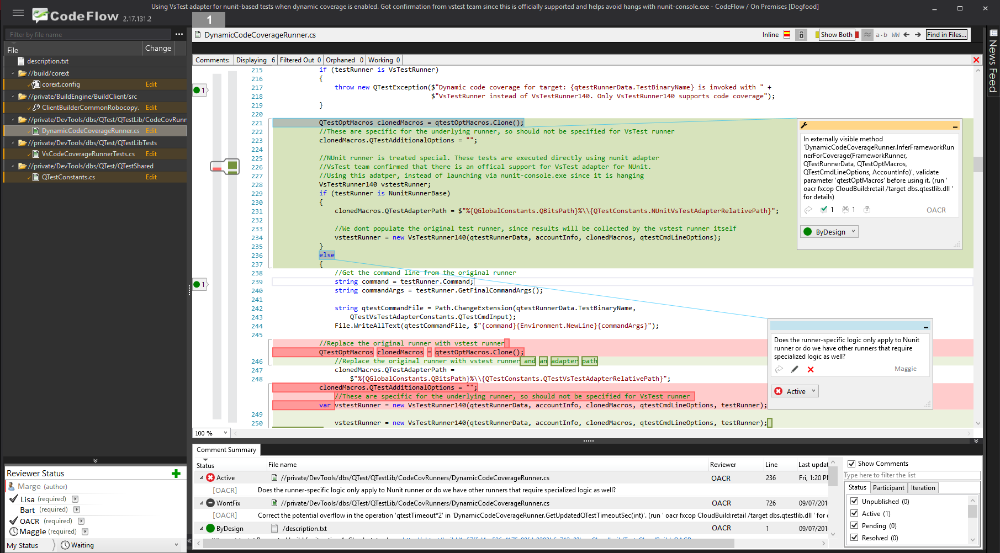 Using VsTest adapter for nunit-based tests when dynamic coverage is enabled. Got confirmation from vstest team since this is officially supported and helps avoid hangs with nunit-console.exe - CodeFlow / On Premises [Dogfood]
CodeFlow 2.17.131.2
1
Filter by file name
File Change
description.txt
//build/corext
corext.config Edit
//private/BuildEngine/BuildClient/src
ClientBuilderCommonRobocopy. Edit
//private/DevTools/dbs/QTest/QTestLib/CodeCovRunn
DynamicCodeCoverageRunner.cs Edit
//private/DevTools/dbs/QTest/QTestLibTests
VsCodeCoverageRunnerTests.cs Edit
//private/DevTools/dbs/QTest/QTestShared
QTestConstants.cs Edit
Reviewer Status
Marge (author)
Lisa (required)
Bart (required)
OACR (required)
Maggie (required)
My Status Waiting
DynamicCodeCoverageRunner.cs
Inline Show Both a·b WW Find in Files...
News Feed
Comments: Displaying 6 Filtered Out 0 Orphaned 0 Working 0
1
1
215 if (testRunner is VsTestRunner)
216 {
217 throw new QTestException($"Dynamic code coverage for target: {qtestRunnerData.TestBinaryName} is invoked with " +
218 $"VsTestRunner instead of VsTestRunner140. Only VsTestRunner140 supports code coverage");
219 }
220
221 QTestOptMacros clonedMacros = qtestOptMacros.Clone();
222 //These are specific for the underlying runner, so should not be specified for VsTest runner
223 clonedMacros.QTestAdditionalOptions = "";
224
225 //NUnit runner is treated special. These tests are executed directly using nunit adapter
226 //VsTest team confirmed that there is an offical support for VsTest adapter for NUnit.
227 //Using this adatper, instead of launching via nunit-console.exe since it is hanging
228 VsTestRunner140 vstestRunner;
229 if (testRunner is NunitRunnerBase)
230 {
231 clonedMacros.QTestAdapterPath = $"%{QGlobalConstants.QBitsPath}%\\{QTestConstants.NUnitVsTestAdapterRelativePath}";
232
233 //We dont populate the original test runner, since results will be collected by the vstest runner itself
234 vstestRunner = new VsTestRunner140(qtestRunnerData, accountInfo, clonedMacros, qtestCmdLineOptions);
235 }
236 else
237 {
238 //Get the command line from the original runner
239 string command = testRunner.Command;
240 string commandArgs = testRunner.GetFinalCommandArgs();
241
242 string qtestCommandFile = Path.ChangeExtension(qtestRunnerData.TestBinaryName,
243 QTestVsTestAdapterConstants.QTestCmdInput);
244 File.WriteAllText(qtestCommandFile, $"{command}{Environment.NewLine}{commandArgs}");
245
//Replace the original runner with vstest runner
QTestOptMacros clonedMacros = qtestOptMacros.Clone();
246 //Replace the original runner with vstest runner and an adapter path
247 clonedMacros.QTestAdapterPath =
248 $"%{QGlobalConstants.QBitsPath}%\\{QTestConstants.QTestVsTestAdapterRelativePath}";
clonedMacros.QTestAdditionalOptions = "";
//These are specific for the underlying runner, so should not be specified for VsTest runner
var vstestRunner = new VsTestRunner140(qtestRunnerData, accountInfo, clonedMacros, qtestCmdLineOptions, testRunner);
249
250 vstestRunner = new VsTestRunner140(qtestRunnerData, accountInfo, clonedMacros, qtestCmdLineOptions, testRunner);
In externally visible method
'DynamicCodeCoverageRunner.InferFrameworkRun
nerForCoverage(FrameworkRunner,
QTestRunnerData, QTestOptMacros,
QTestCmdLineOptions, AccountInfo)', validate
parameter 'qtestOptMacros' before using it. (run '
oacr fxcop CloudBuild:retail /target dbs.qtestlib.dll '
for details)
1 1 OACR
ByDesign
Does the runner-specific logic only apply to Nunit
runner or do we have other runners that require
specialized logic as well?
Maggie
Active
100 %
Comment Summary
Status File name Reviewer Line Last updat
Active //private/DevTools/dbs/QTest/QTestLib/CodeCovRunners/DynamicCodeCoverageRunner.cs OACR 236 Fri, 1:20 PM
[OACR] Does the runner-specific logic only apply to Nunit runner or do we have other runners that require specialized logic as well?
WontFix //private/DevTools/dbs/QTest/QTestLib/CodeCovRunners/DynamicCodeCoverageRunner.cs OACR 726 09/07/201
[OACR] Correct the potential overflow in the operation 'qtestTimeout*2' in 'DynamicCodeCoverageRunner.GetUpdatedQTestTimeoutSec(int)'. (run ' oacr fxcop CloudBuild:retail /target dbs.qtestlib.dll ' for
ByDesign /description.txt OACR 1 09/07/201
Show Comments
Type here to filter the list
Status Participant Iteration
Unpublished (0)
Active (1)
Pending (0)
Resolved (0)